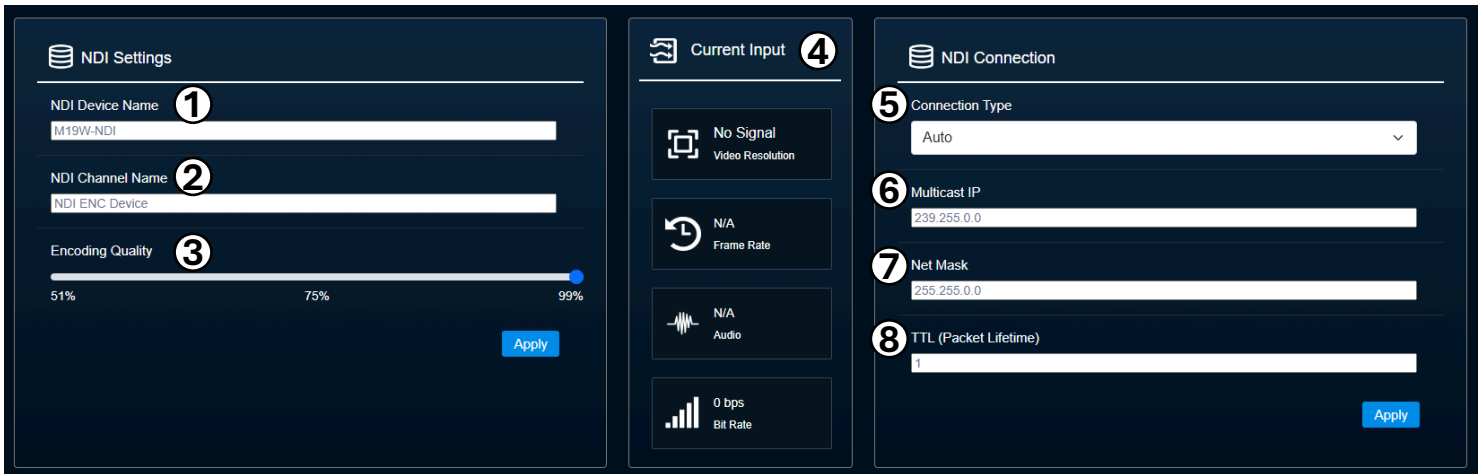 NDI Settings
NDI Device Name 1
M19W-NDI
NDI Channel Name 2
NDI ENC Device
Encoding Quality 3
51% 75% 99%
Apply
Current Input 4
No Signal
Video Resolution
N/A
Frame Rate
N/A
Audio
0 bps
Bit Rate
NDI Connection
5 Connection Type
Auto
6 Multicast IP
239.255.0.0
7 Net Mask
255.255.0.0
8 TTL (Packet Lifetime)
1
Apply